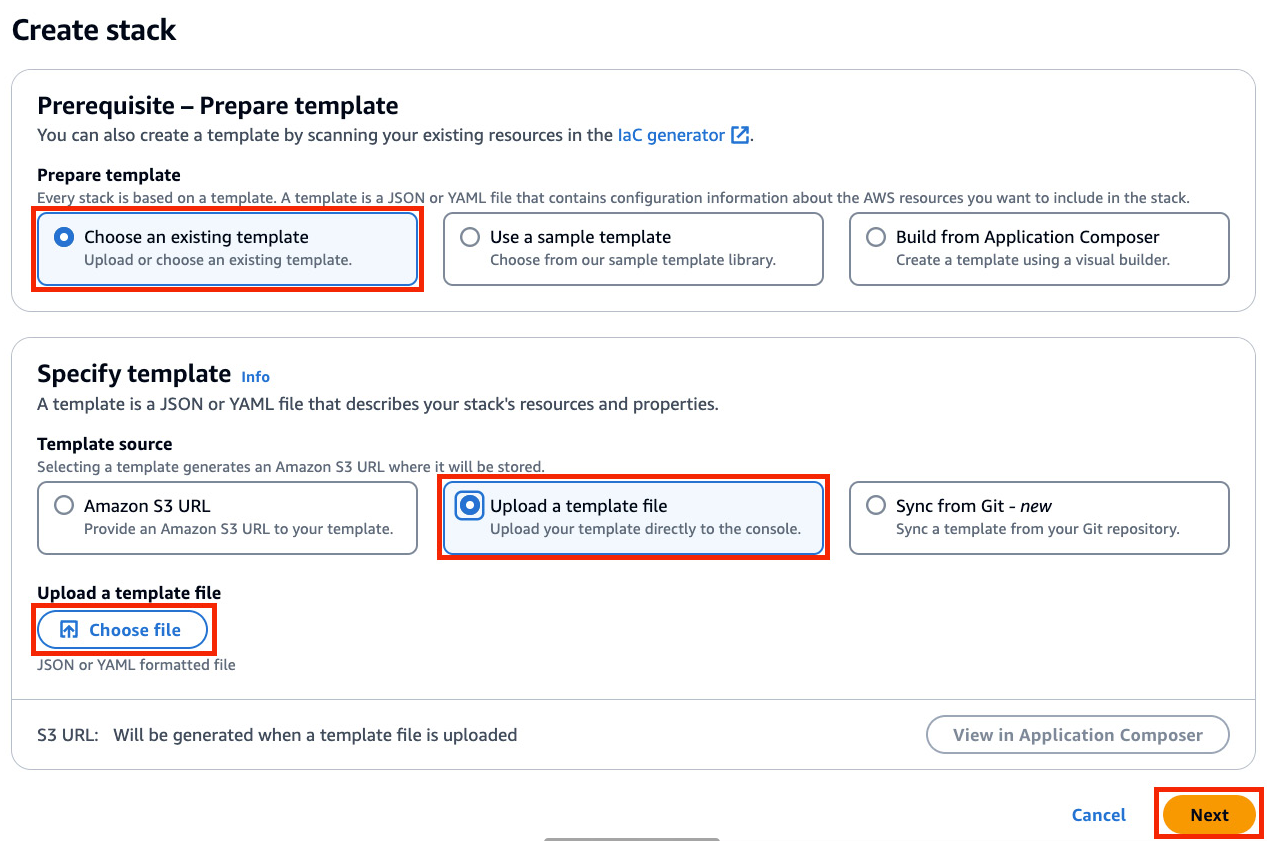 Create stack
Prerequisite – Prepare template
You can also create a template by scanning your existing resources in the IaC generator.
Prepare template
Every stack is based on a template. A template is a JSON or YAML file that contains configuration information about the AWS resources you want to include in the stack.
Choose an existing template
Upload or choose an existing template.
Use a sample template
Choose from our sample template library.
Build from Application Composer
Create a template using a visual builder.
Specify template Info
A template is a JSON or YAML file that describes your stack's resources and properties.
Template source
Selecting a template generates an Amazon S3 URL where it will be stored.
Amazon S3 URL
Provide an Amazon S3 URL to your template.
Upload a template file
Upload your template directly to the console.
Sync from Git - new
Sync a template from your Git repository.
Upload a template file
Choose file
JSON or YAML formatted file
S3 URL: Will be generated when a template file is uploaded
View in Application Composer
Cancel
Next